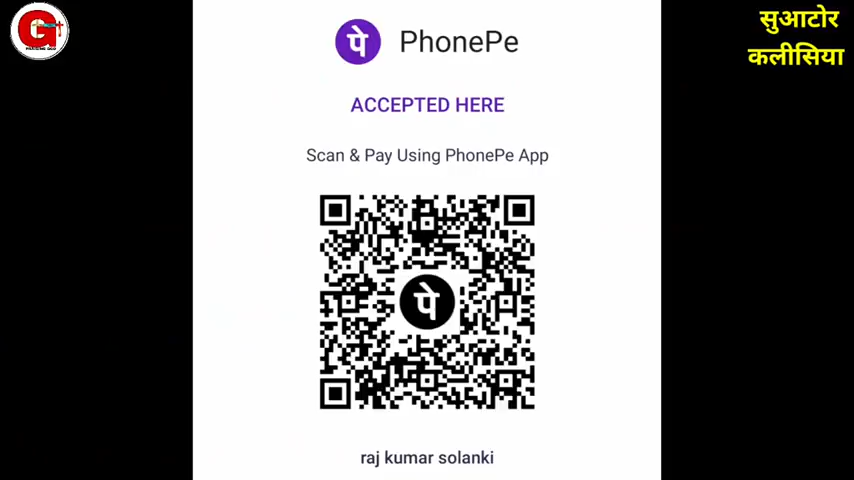 सुआटोर
कलीसिया
पे PhonePe
ACCEPTED HERE
Scan & Pay Using PhonePe App
पे
raj kumar solanki